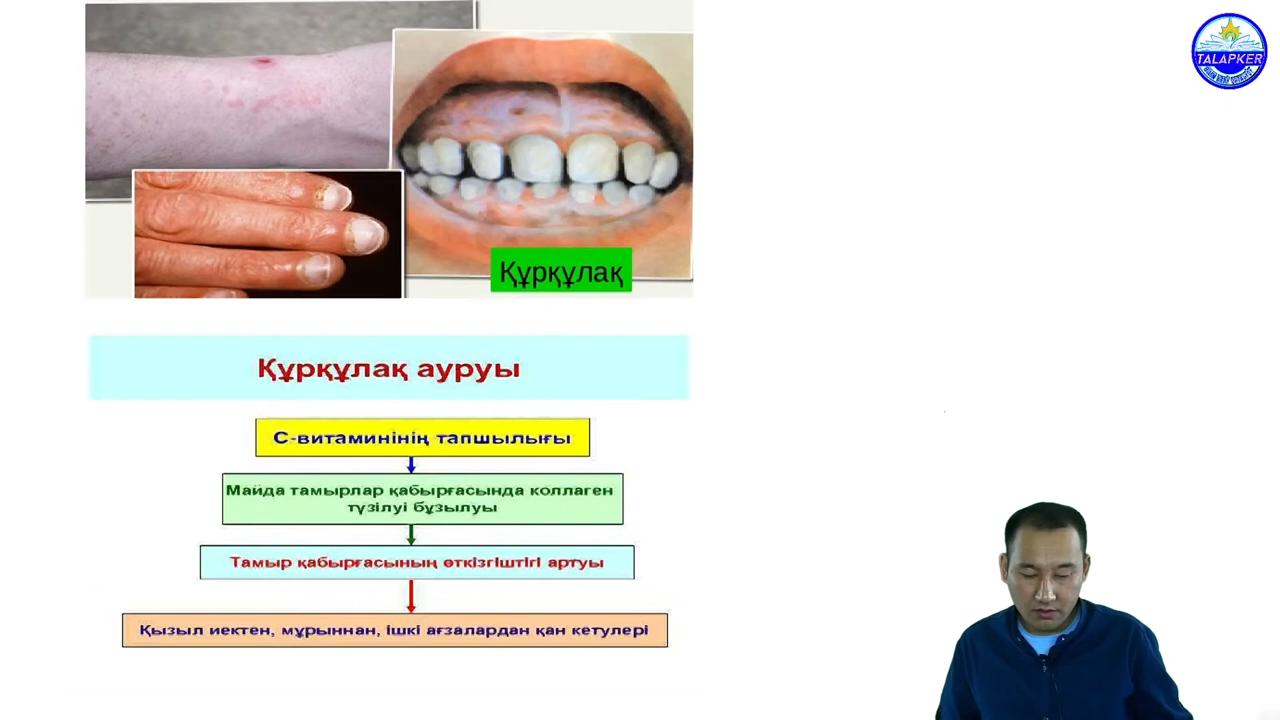 TALAPKER
Құрқұлақ
Құрқұлақ ауруы
С-витаминінің тапшылығы
Майда тамырлар қабырғасында коллаген
түзілуі бұзылуы
Тамыр қабырғасының өткізгіштігі артуы
Қызыл иектен, мұрыннан, ішкі ағзалардан қан кетулері